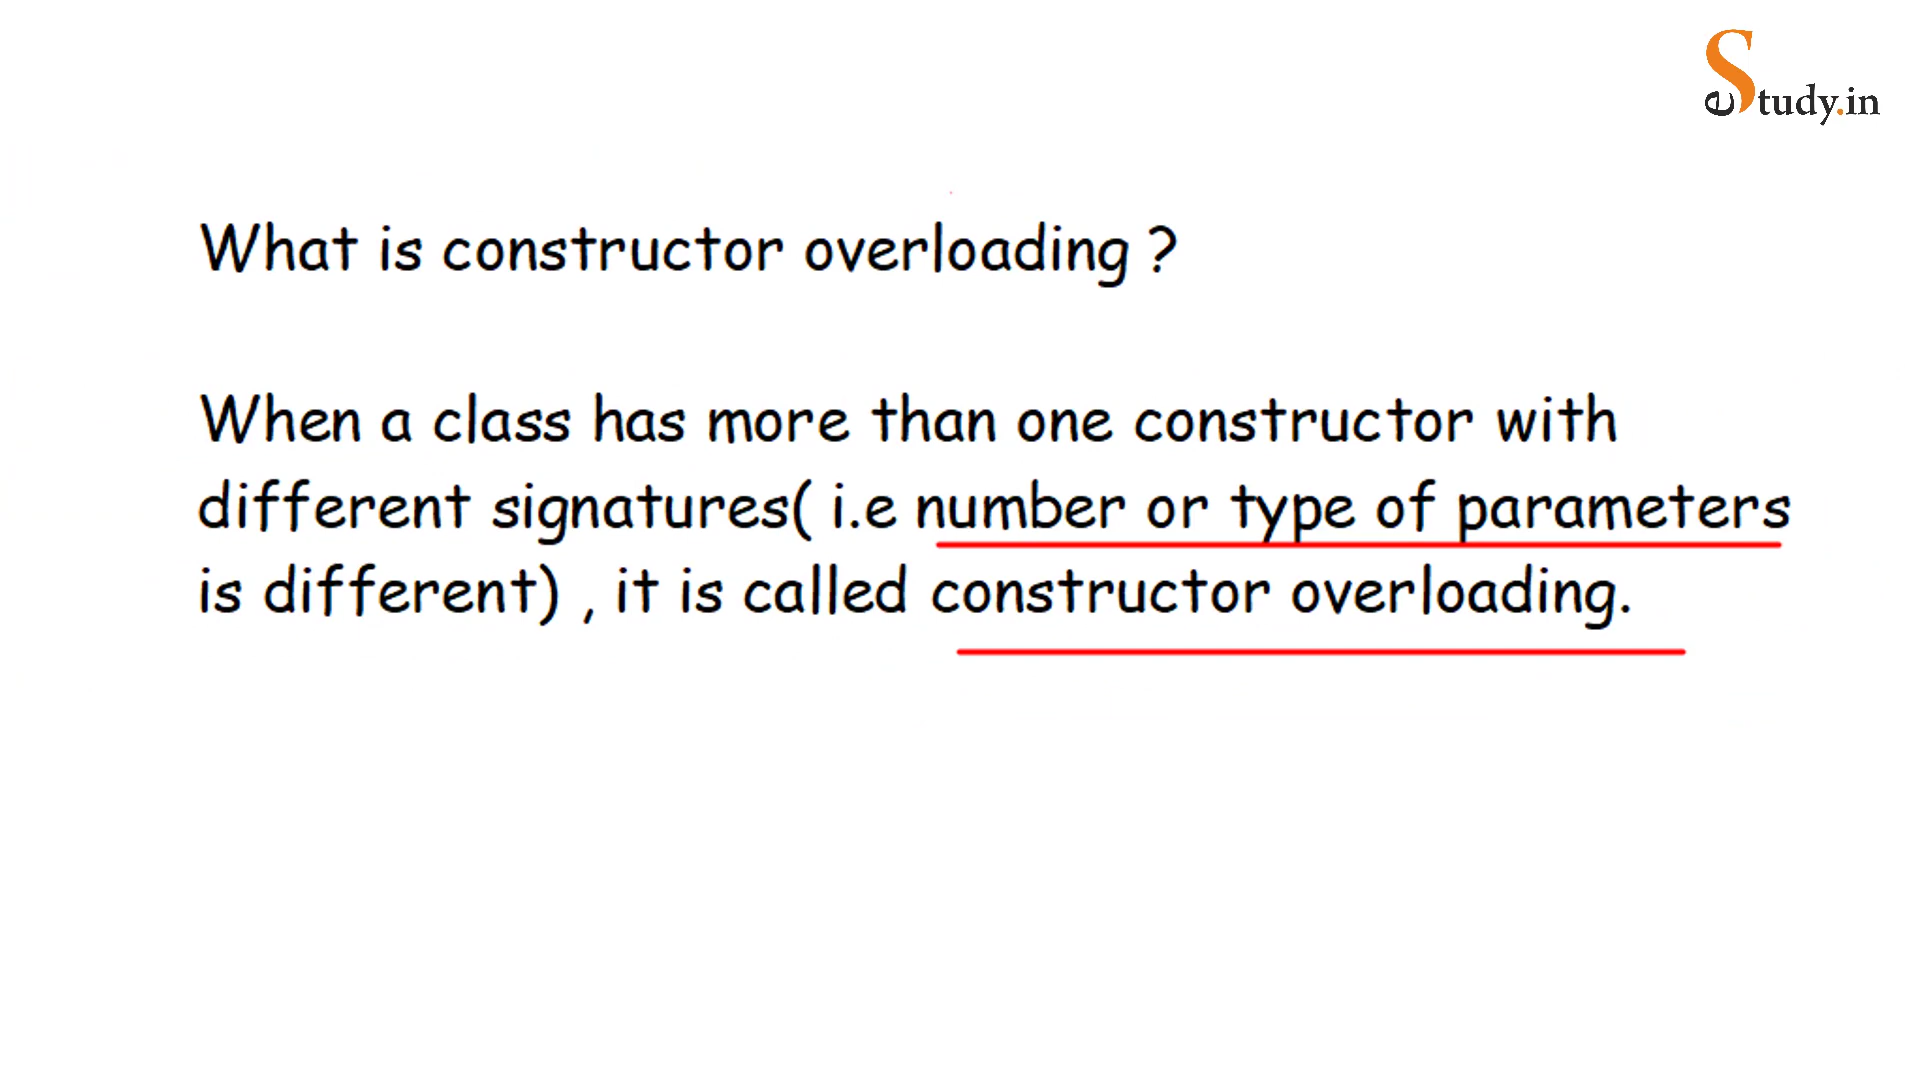 eStudy.in
What is constructor overloading ?
When a class has more than one constructor with
different signatures( i.e number or type of parameters
is different) , it is called constructor overloading.